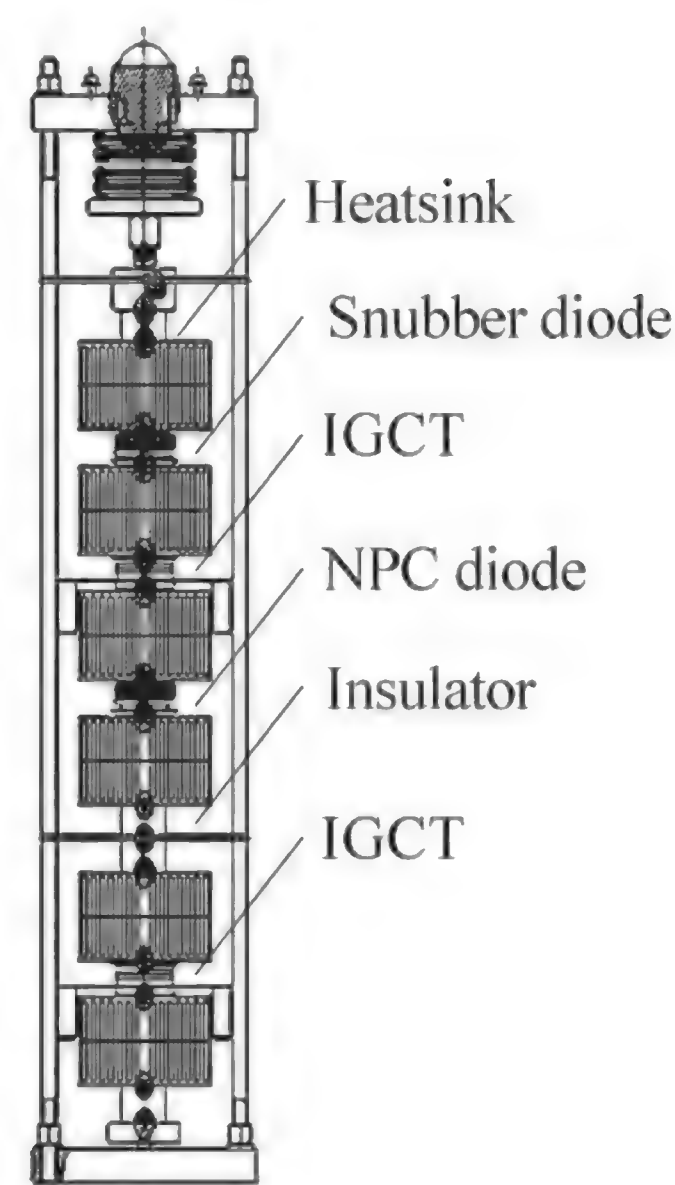 Heatsink
Snubber diode
IGCT
NPC diode
Insulator
IGCT